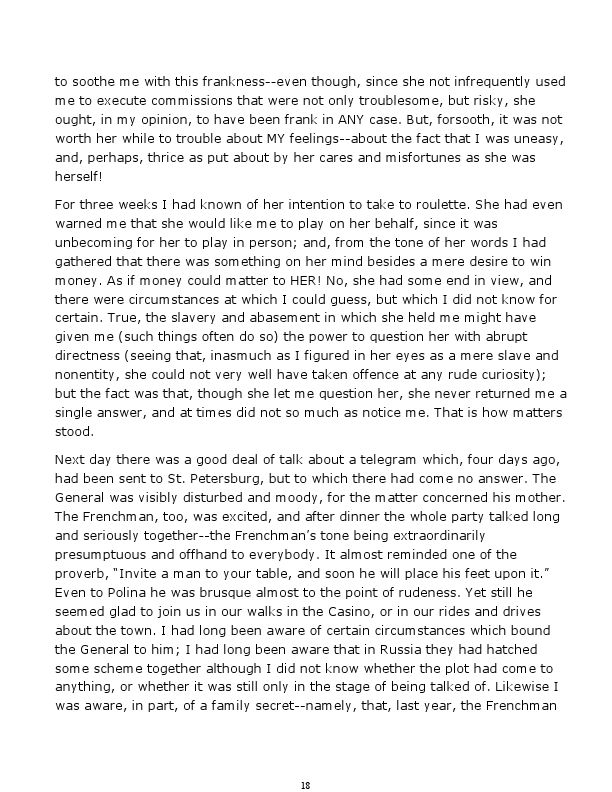 to soothe me with this frankness--even though, since she not infrequently used
me to execute commissions that were not only troublesome, but risky, she
ought, in my opinion, to have been frank in ANY case. But, forsooth, it was not
worth her while to trouble about MY feelings--about the fact that I was uneasy,
and, perhaps, thrice as put about by her cares and misfortunes as she was
herself!
For three weeks I had known of her intention to take to roulette. She had even
warned me that she would like me to play on her behalf, since it was
unbecoming for her to play in person; and, from the tone of her words I had
gathered that there was something on her mind besides a mere desire to win
money. As if money could matter to HER! No, she had some end in view, and
there were circumstances at which I could guess, but which I did not know for
certain. True, the slavery and abasement in which she held me might have
given me (such things often do so) the power to question her with abrupt
directness (seeing that, inasmuch as I figured in her eyes as a mere slave and
nonentity, she could not very well have taken offence at any rude curiosity);
but the fact was that, though she let me question her, she never returned me a
single answer, and at times did not so much as notice me. That is how matters
stood.
Next day there was a good deal of talk about a telegram which, four days ago,
had been sent to St. Petersburg, but to which there had come no answer. The
General was visibly disturbed and moody, for the matter concerned his mother.
The Frenchman, too, was excited, and after dinner the whole party talked long
and seriously together--the Frenchman’s tone being extraordinarily
presumptuous and offhand to everybody. It almost reminded one of the
proverb, “Invite a man to your table, and soon he will place his feet upon it.”
Even to Polina he was brusque almost to the point of rudeness. Yet still he
seemed glad to join us in our walks in the Casino, or in our rides and drives
about the town. I had long been aware of certain circumstances which bound
the General to him; I had long been aware that in Russia they had hatched
some scheme together although I did not know whether the plot had come to
anything, or whether it was still only in the stage of being talked of. Likewise I
was aware, in part, of a family secret--namely, that, last year, the Frenchman
18